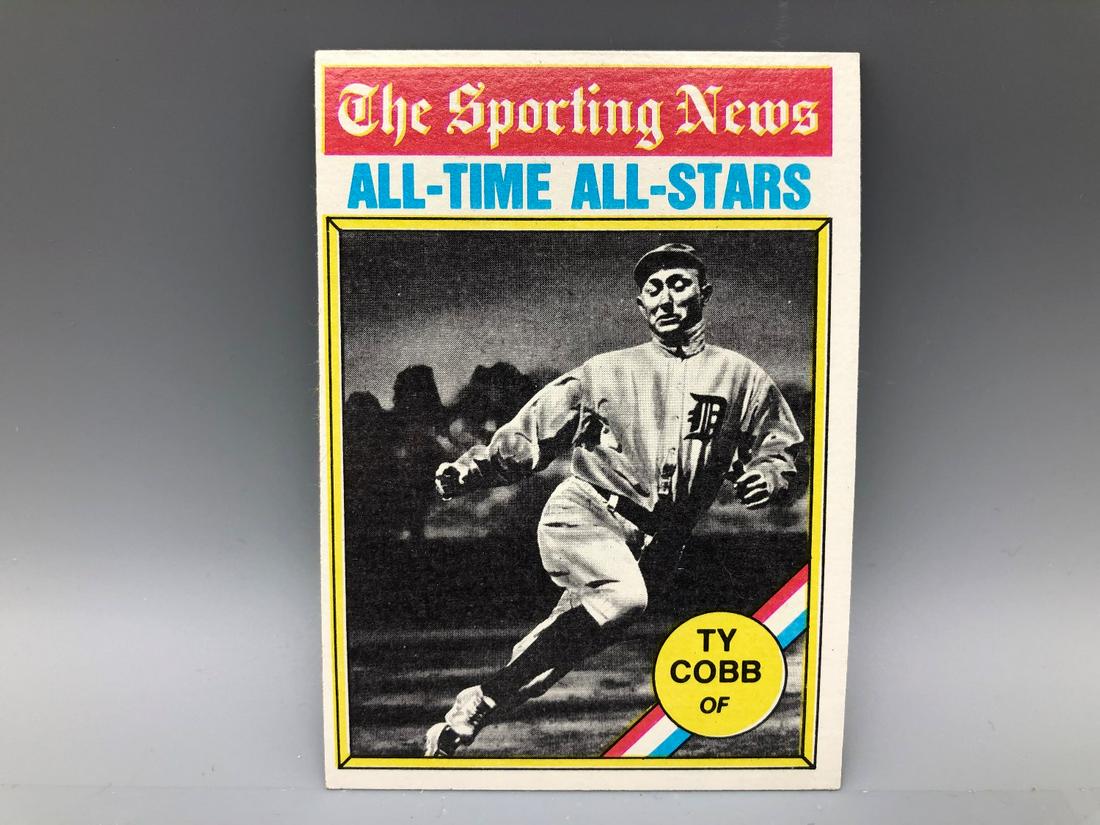 The Sporting News
ALL-TIME ALL-STARS
D
TY
COBB
OF